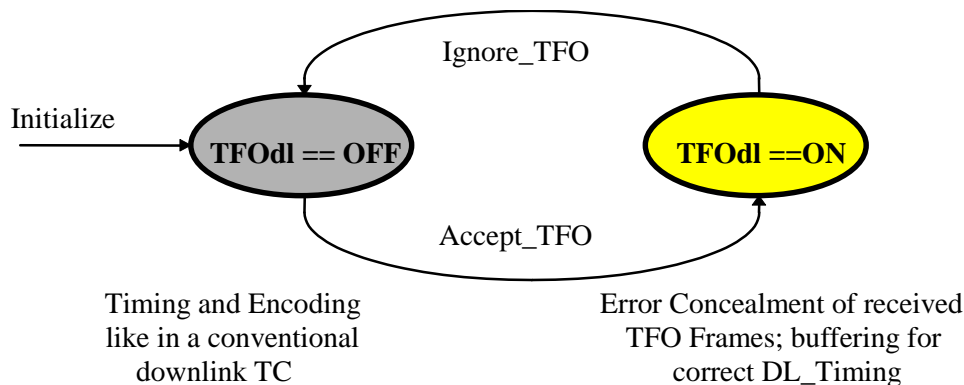 Ignore_TFO
Initialize
TFOdl == OFF
TFOdl ==ON
Accept_TFO
Timing and Encoding
like in a conventional
downlink TC
Error Concealment of received
TFO Frames; buffering for
correct DL_Timing